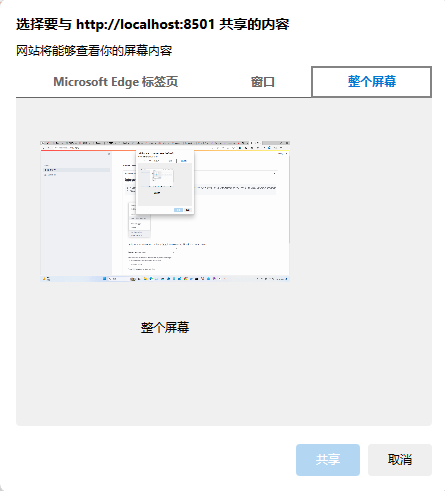 选择要与 http://localhost:8501 共享的内容
网站将能够查看你的屏幕内容
Microsoft Edge 标签页
窗口
整个屏幕
整个屏幕
共享
取消